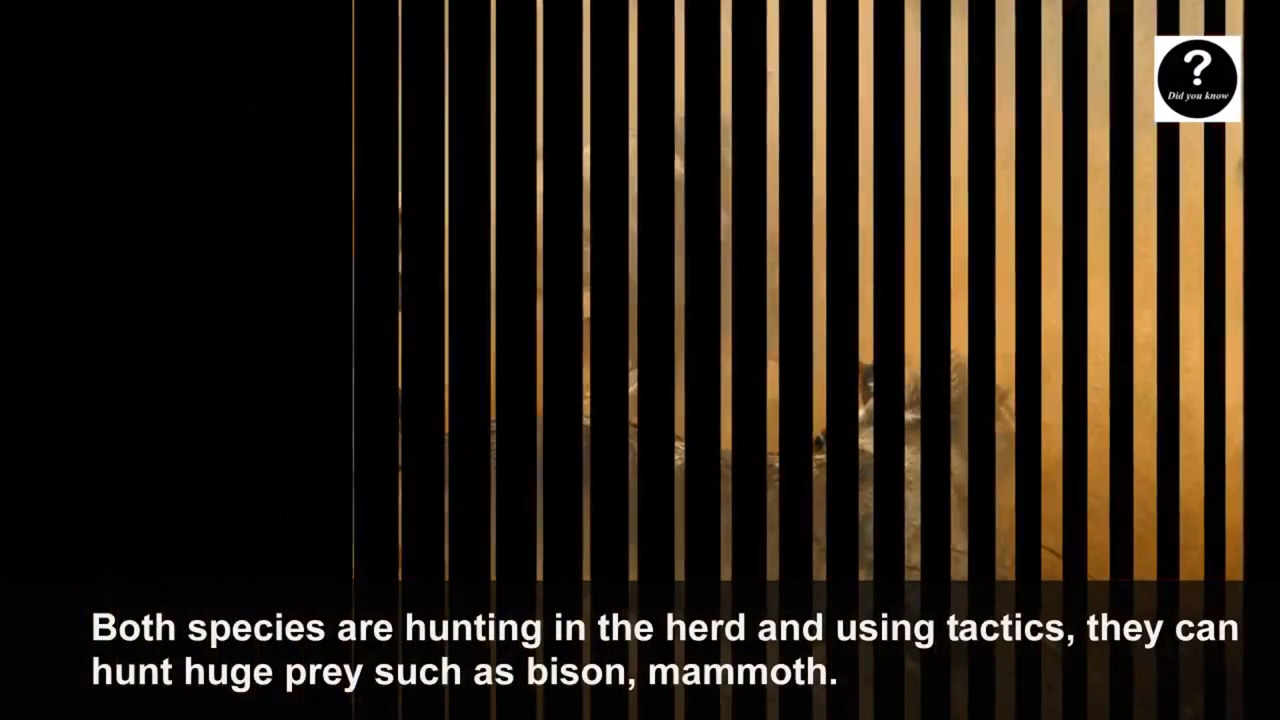 ?
Did you know
Both species are hunting in the herd and using tactics, they can
hunt huge prey such as bison, mammoth.